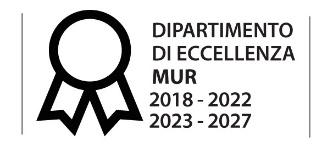 DIPARTIMENTO
DI ECCELLENZA
MUR
2018 - 2022
2023 - 2027